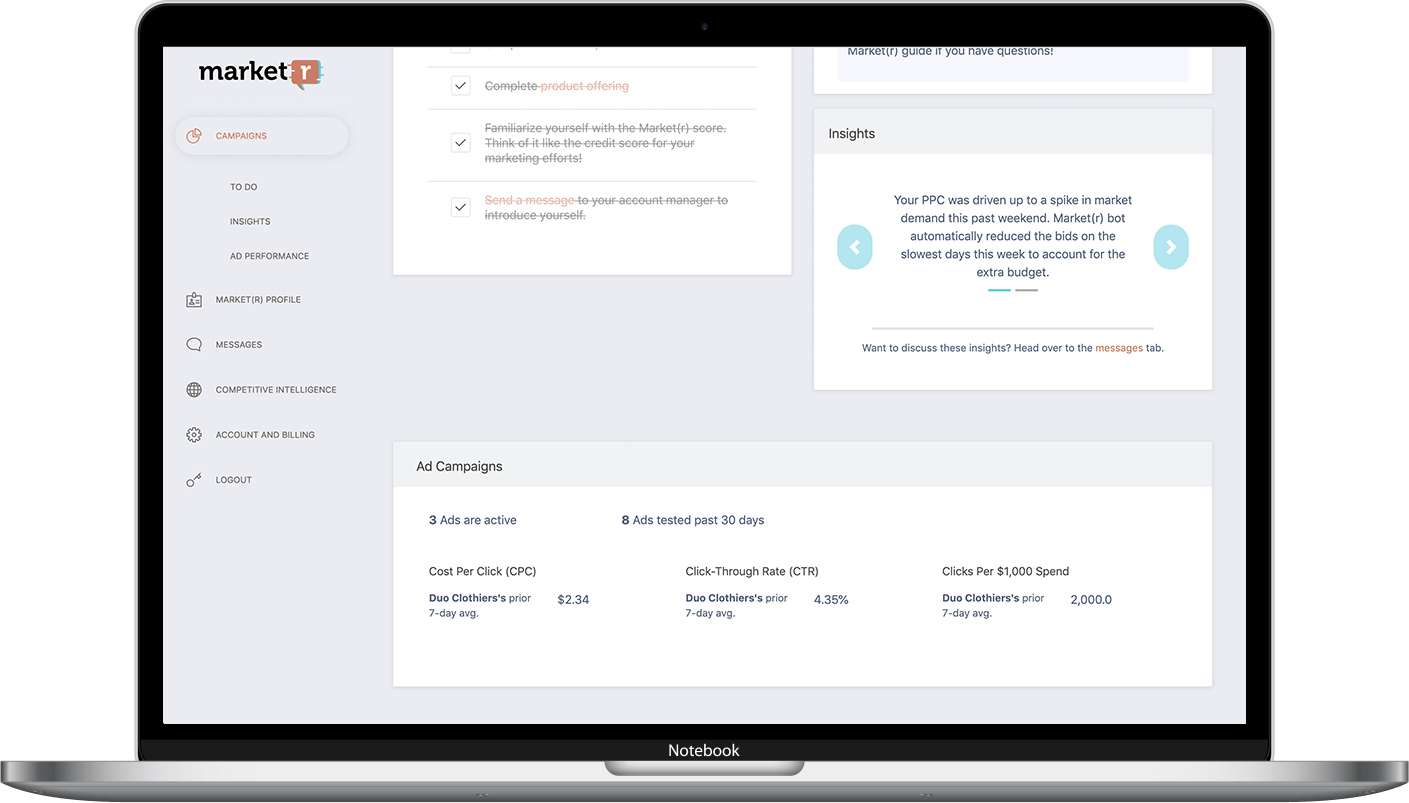 market r
CAMPAIGNS
TO DO
INSIGHTS
AD PERFORMANCE
MARKET(R) PROFILE
MESSAGES
COMPETITIVE INTELLIGENCE
ACCOUNT AND BILLING
LOGOUT
Complete product offering
Familiarize yourself with the Market(r) score.
Think of it like the credit score for your
marketing efforts!
Send a message to your account manager to
introduce yourself.
Market(r) guide if you have questions!
Insights
Your PPC was driven up to a spike in market
demand this past weekend. Market(r) bot
automatically reduced the bids on the
slowest days this week to account for the
extra budget.
Want to discuss these insights? Head over to the messages tab.
Ad Campaigns
3 Ads are active
8 Ads tested past 30 days
Cost Per Click (CPC)
Duo Clothiers's prior
7-day avg.
$2.34
Click-Through Rate (CTR)
Duo Clothiers's prior
7-day avg.
4.35%
Clicks Per $1,000 Spend
Duo Clothiers's prior
7-day avg.
2,000.0
Notebook